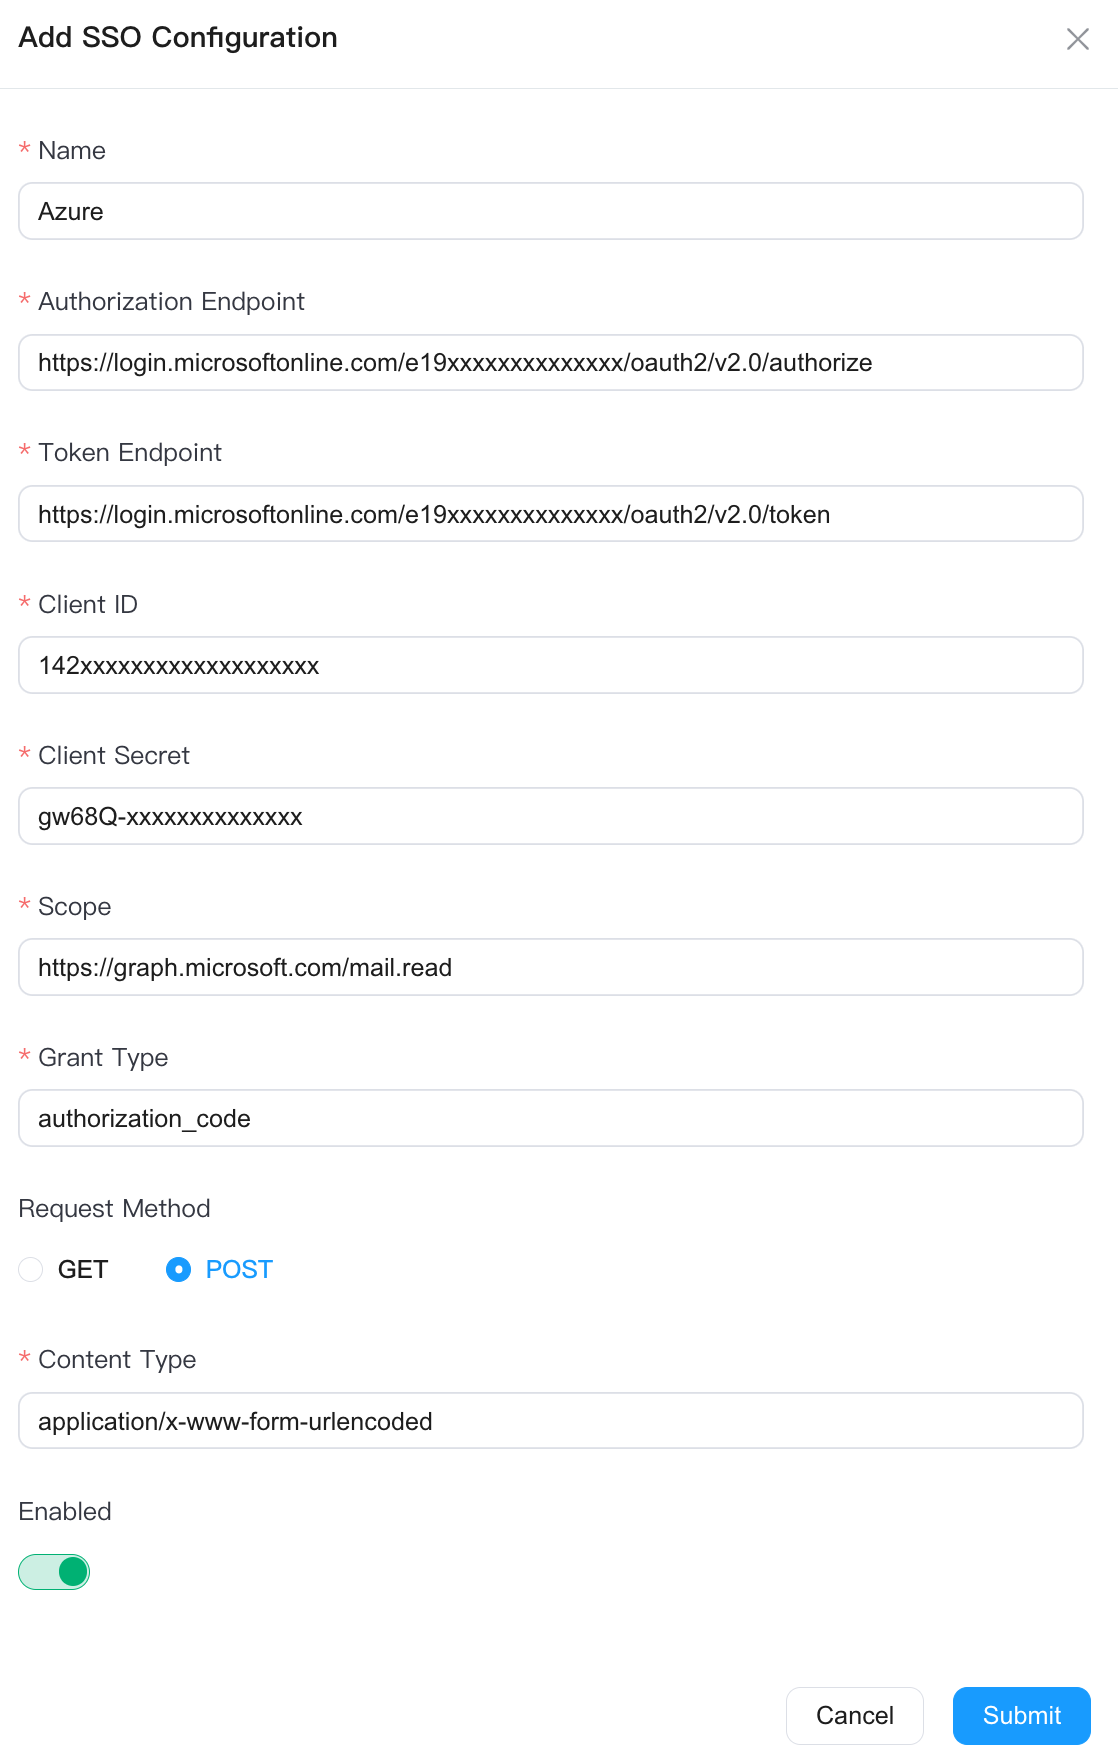 Add SSO Configuration
* Name
Azure
* Authorization Endpoint
https://login.microsoftonline.com/e19xxxxxxxxxxxxxx/oauth2/v2.0/authorize
* Token Endpoint
https://login.microsoftonline.com/e19xxxxxxxxxxxxxx/oauth2/v2.0/token
* Client ID
142xxxxxxxxxxxxxxxxxxx
* Client Secret
gw68Q-xxxxxxxxxxxxxx
* Scope
https://graph.microsoft.com/mail.read
* Grant Type
authorization_code
Request Method
GET POST
* Content Type
application/x-www-form-urlencoded
Enabled
Cancel Submit